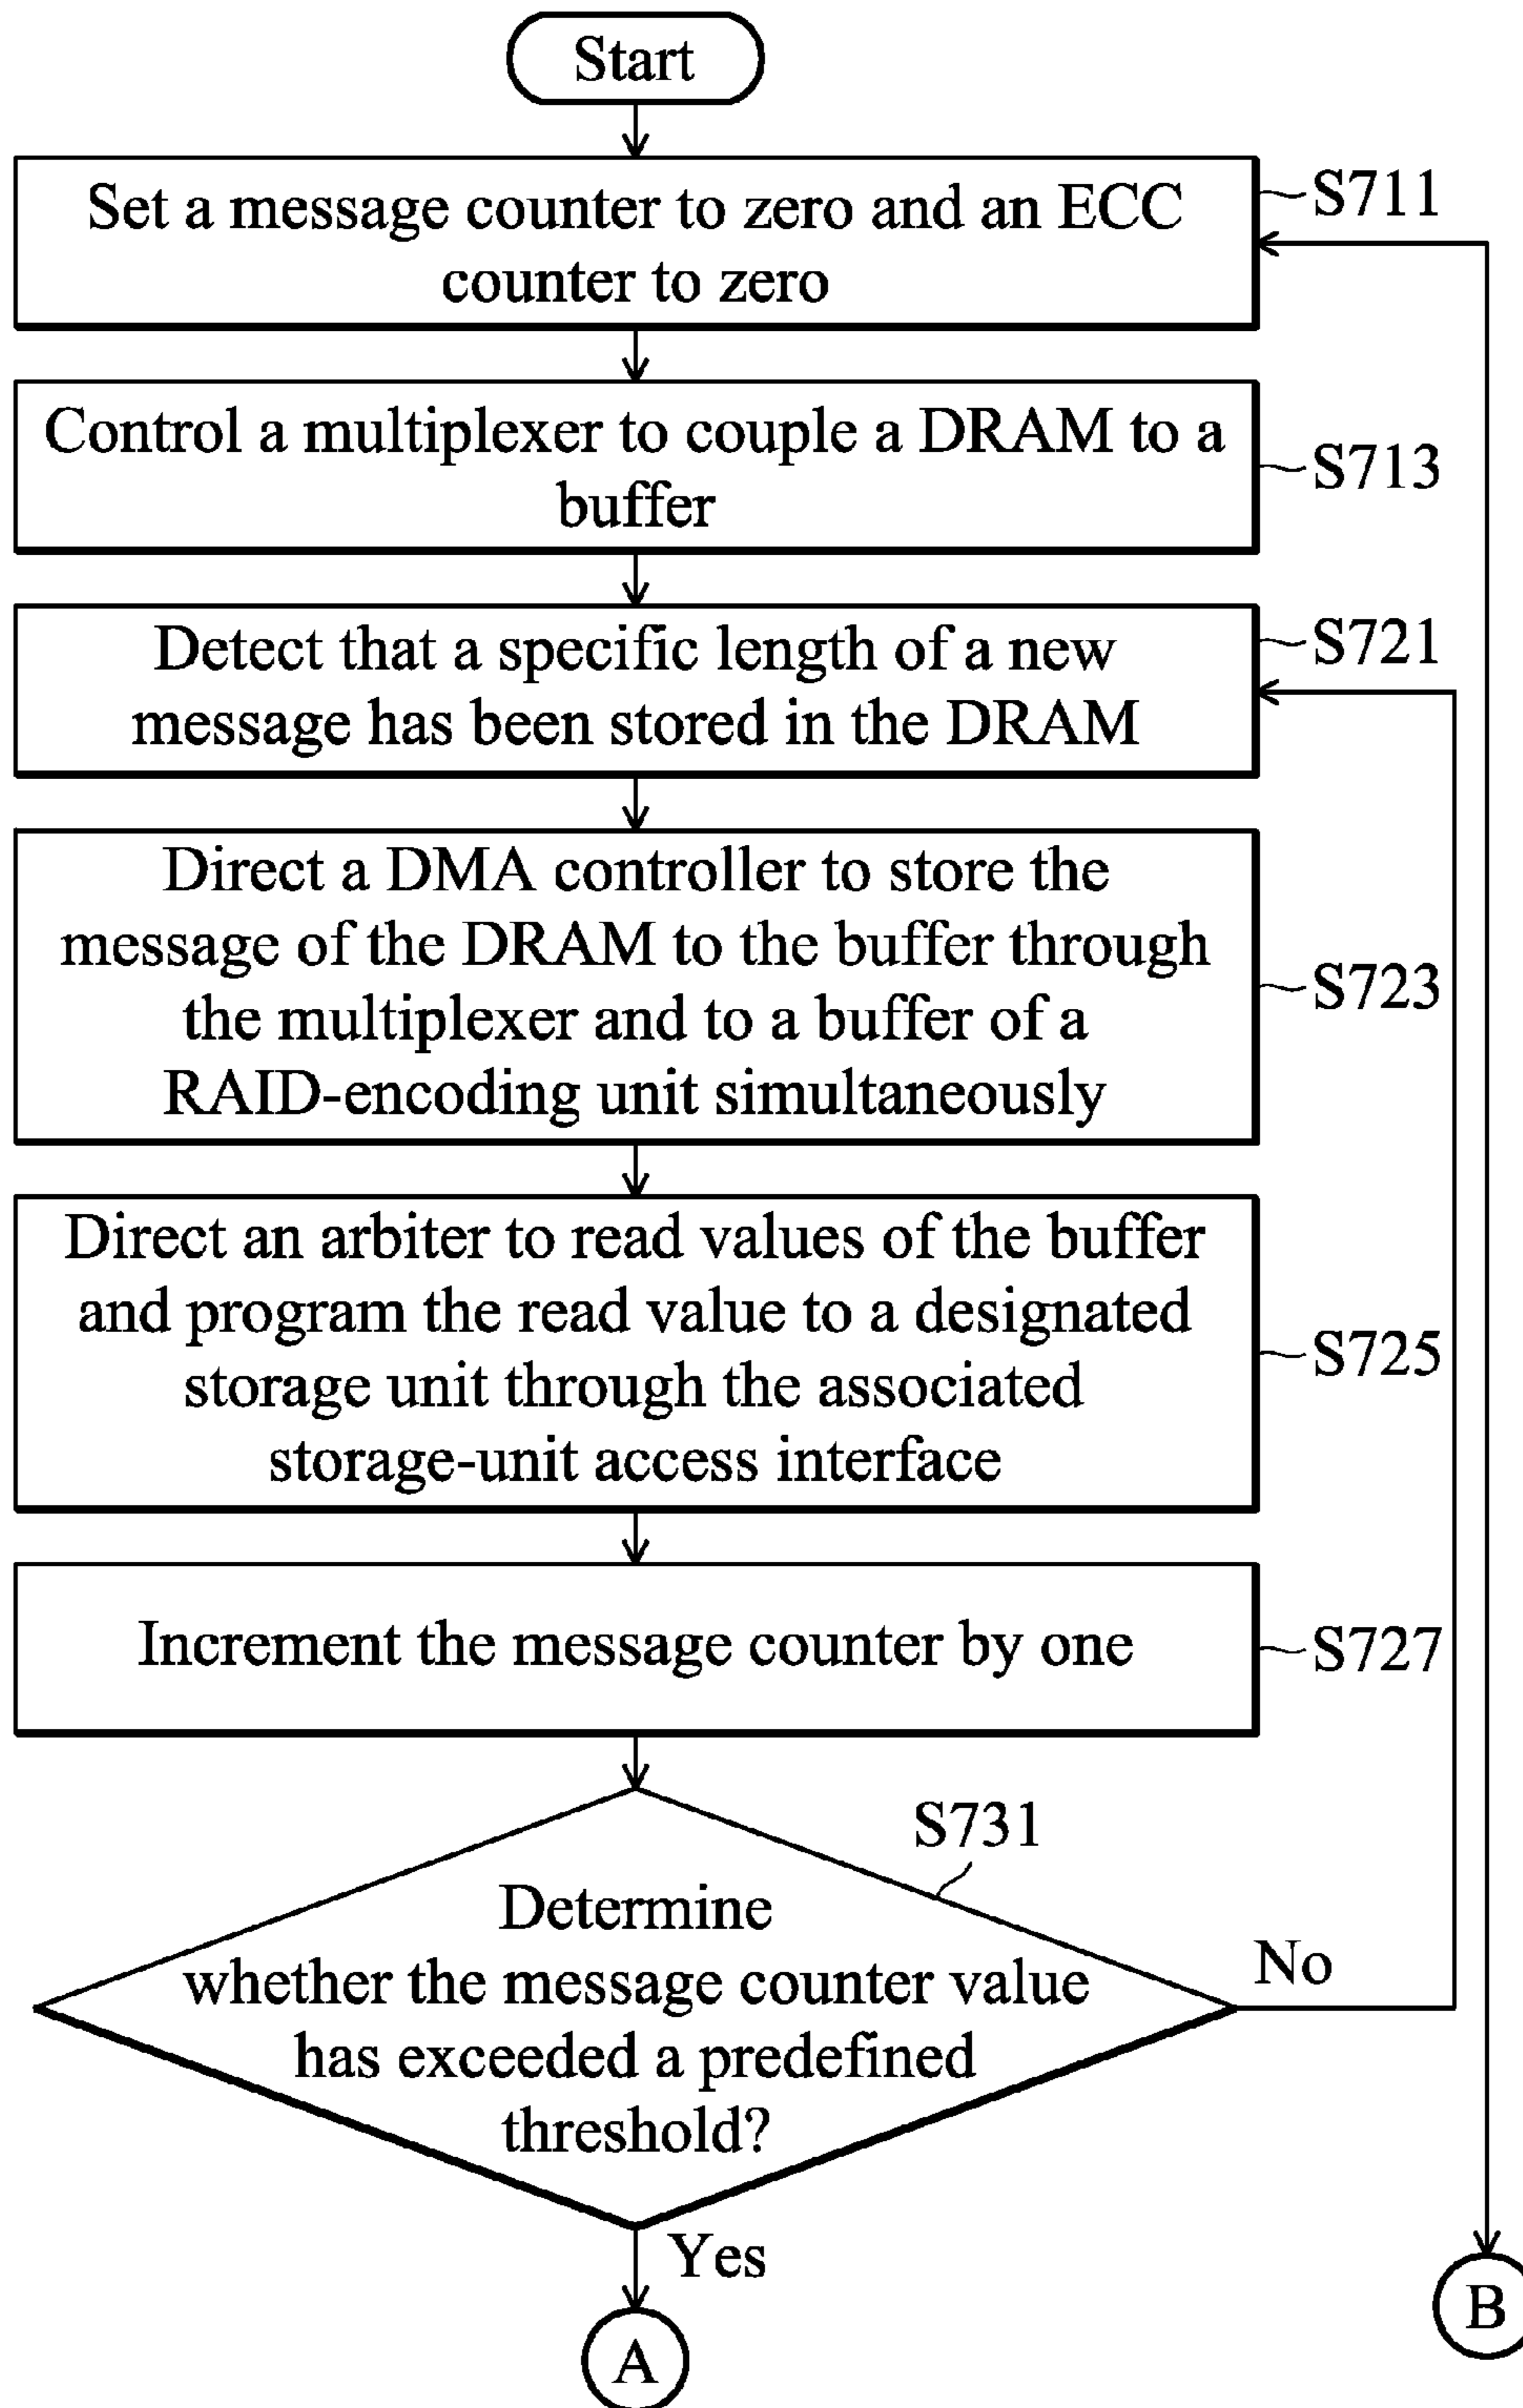 Start
Set a message counter to zero and an ECC
counter to zero
S711
Control a multiplexer to couple a DRAM to a
buffer
S713
Detect that a specific length of a new
message has been stored in the DRAM
S721
Direct a DMA controller to store the
message of the DRAM to the buffer through
the multiplexer and to a buffer of a
RAID-encoding unit simultaneously
S723
Direct an arbiter to read values of the buffer
and program the read value to a designated
storage unit through the associated
storage-unit access interface
S725
Increment the message counter by one
S727
S731
Determine
whether the message counter value
has exceeded a predefined
threshold?
No
Yes
A
B